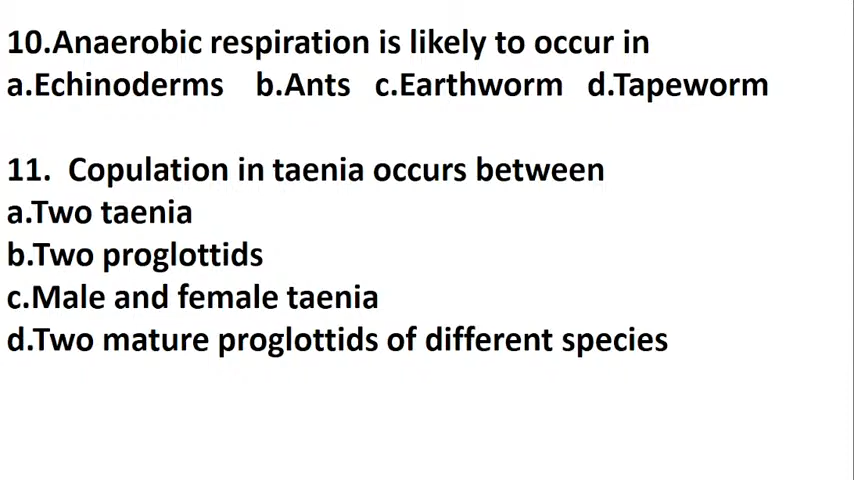 10.Anaerobic respiration is likely to occur in
a.Echinoderms b.Ants c.Earthworm d.Tapeworm
11. Copulation in taenia occurs between
a.Two taenia
b.Two proglottids
c.Male and female taenia
d.Two mature proglottids of different species